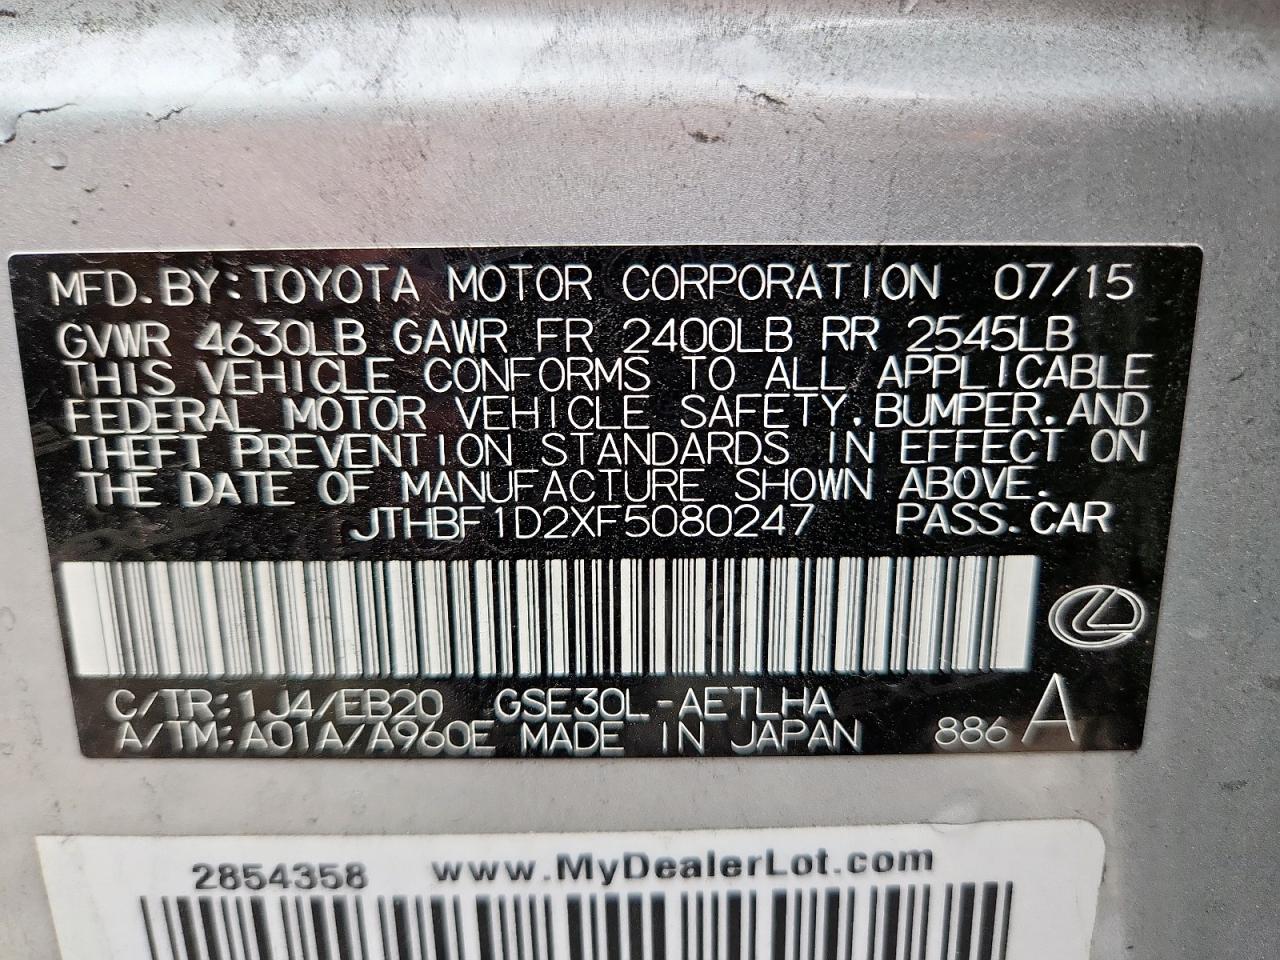 MFD. BY: TOYOTA MOTOR CORPORATION 07/15
GVWR 4630LB GAWR FR 2400LB RR 2545LB
THIS VEHICLE CONFORMS TO ALL APPLICABLE
FEDERAL MOTOR VEHICLE SAFETY, BUMPER, AND
THEFT PREVENTION STANDARDS IN EFFECT ON
THE DATE OF MANUFACTURE SHOWN ABOVE.
JTHBF1D2XF5080247 PASS. CAR
C/TR: 1J4/EB20 GSE30L-AETLHA
A/TM: A01A/A960E MADE IN JAPAN 886 A
2854358 www.MyDealerLot.com